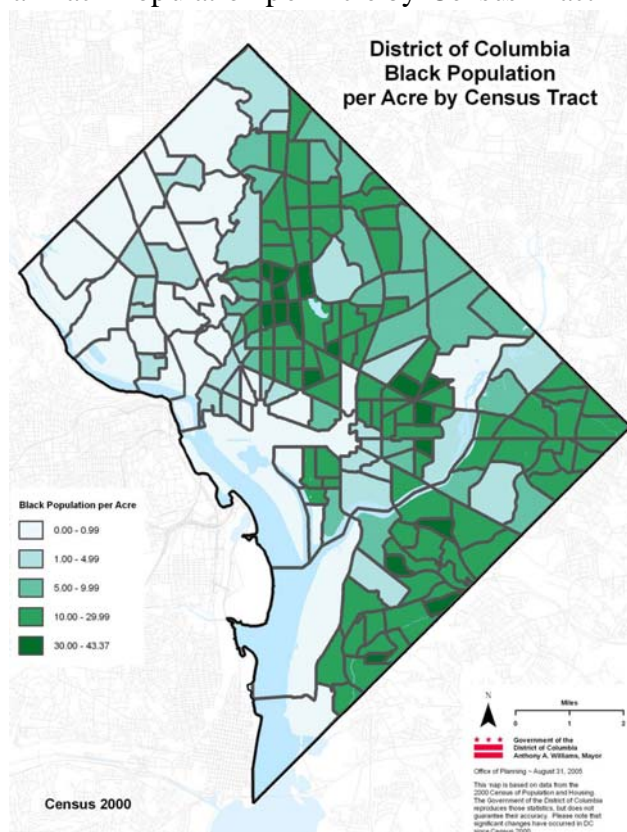 District of Columbia
Black Population
per Acre by Census Tract
Black Population per Acre
0.00 - 0.99
1.00 - 4.99
5.00 - 9.99
10.00 - 29.99
30.00 - 43.37
N
Miles
0 1 2
Government of the
District of Columbia
Anthony A. Williams, Mayor
Office of Planning ~ August 31, 2005
This map is based on data from the
2000 Census of Population and Housing.
The Government of the District of Columbia
reproduces those statistics, but does not
guarantee their accuracy. Please note that
significant changes have occurred in DC
since Census 2000.
Census 2000